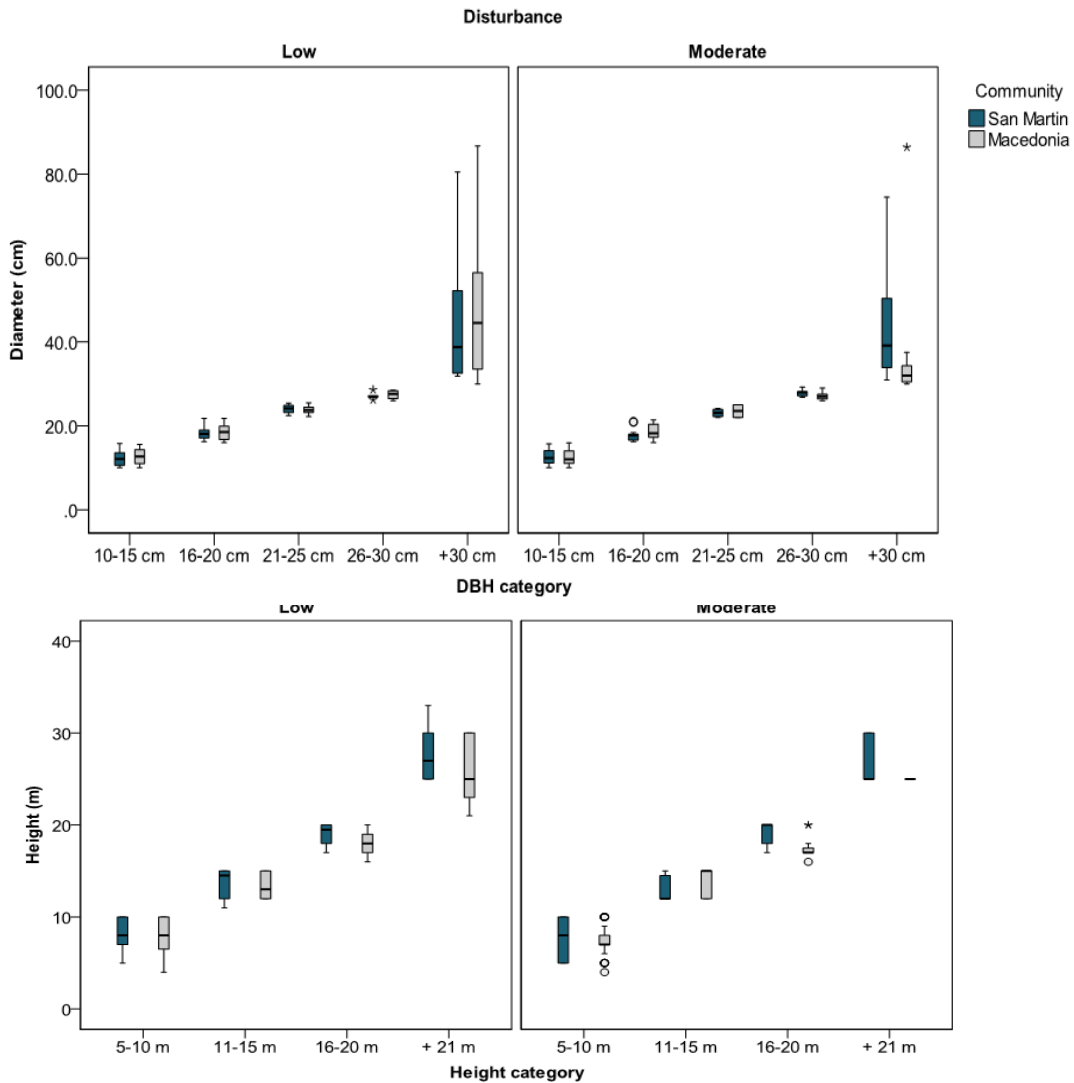 Disturbance
Low Moderate
Community
San Martin
Macedonia
Diameter (cm)
100.0
80.0
60.0
40.0
20.0
.0
10-15 cm 16-20 cm 21-25 cm 26-30 cm +30 cm 10-15 cm 16-20 cm 21-25 cm 26-30 cm +30 cm
DBH category
Low Moderate
Height (m)
40
30
20
10
0
5-10 m 11-15 m 16-20 m + 21 m 5-10 m 11-15 m 16-20 m + 21 m
Height category